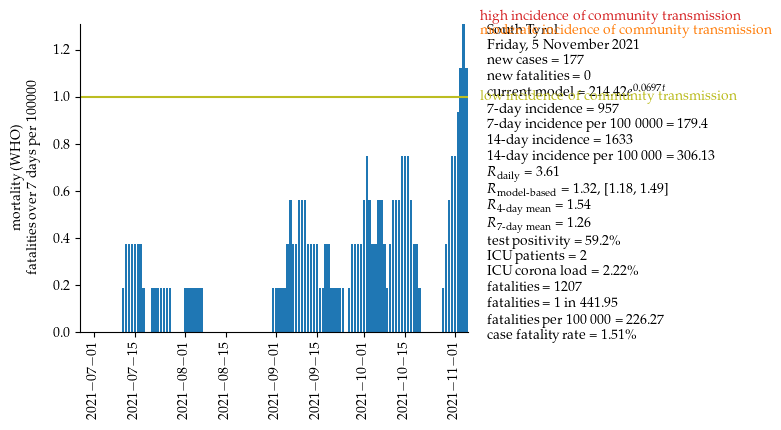 high incidence of community transmission
moderate incidence of community transmission
South Tyrol
Friday, 5 November 2021
new cases = 177
new fatalities = 0
current model = 214.42e^0.0697t
low incidence of community transmission
7-day incidence = 957
7-day incidence per 100 0000 = 179.4
14-day incidence = 1633
14-day incidence per 100 000 = 306.13
R_daily = 3.61
R_model-based = 1.32, [1.18, 1.49]
R_4-day mean = 1.54
R_7-day mean = 1.26
test positivity = 59.2%
ICU patients = 2
ICU corona load = 2.22%
fatalities = 1207
fatalities = 1 in 441.95
fatalities per 100 000 = 226.27
case fatality rate = 1.51%
mortality (WHO)
fatalities over 7 days per 100000
1.2
1.0
0.8
0.6
0.4
0.2
0.0
2021−07−01
2021−07−15
2021−08−01
2021−08−15
2021−09−01
2021−09−15
2021−10−01
2021−10−15
2021−11−01